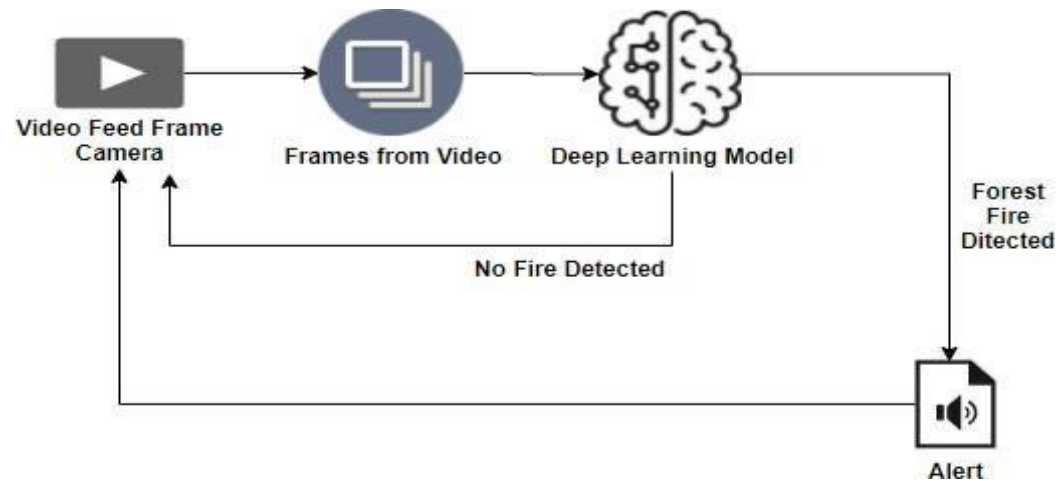 Video Feed Frame
Camera
Frames from Video
Deep Learning Model
Forest
Fire
Ditected
No Fire Detected
Alert